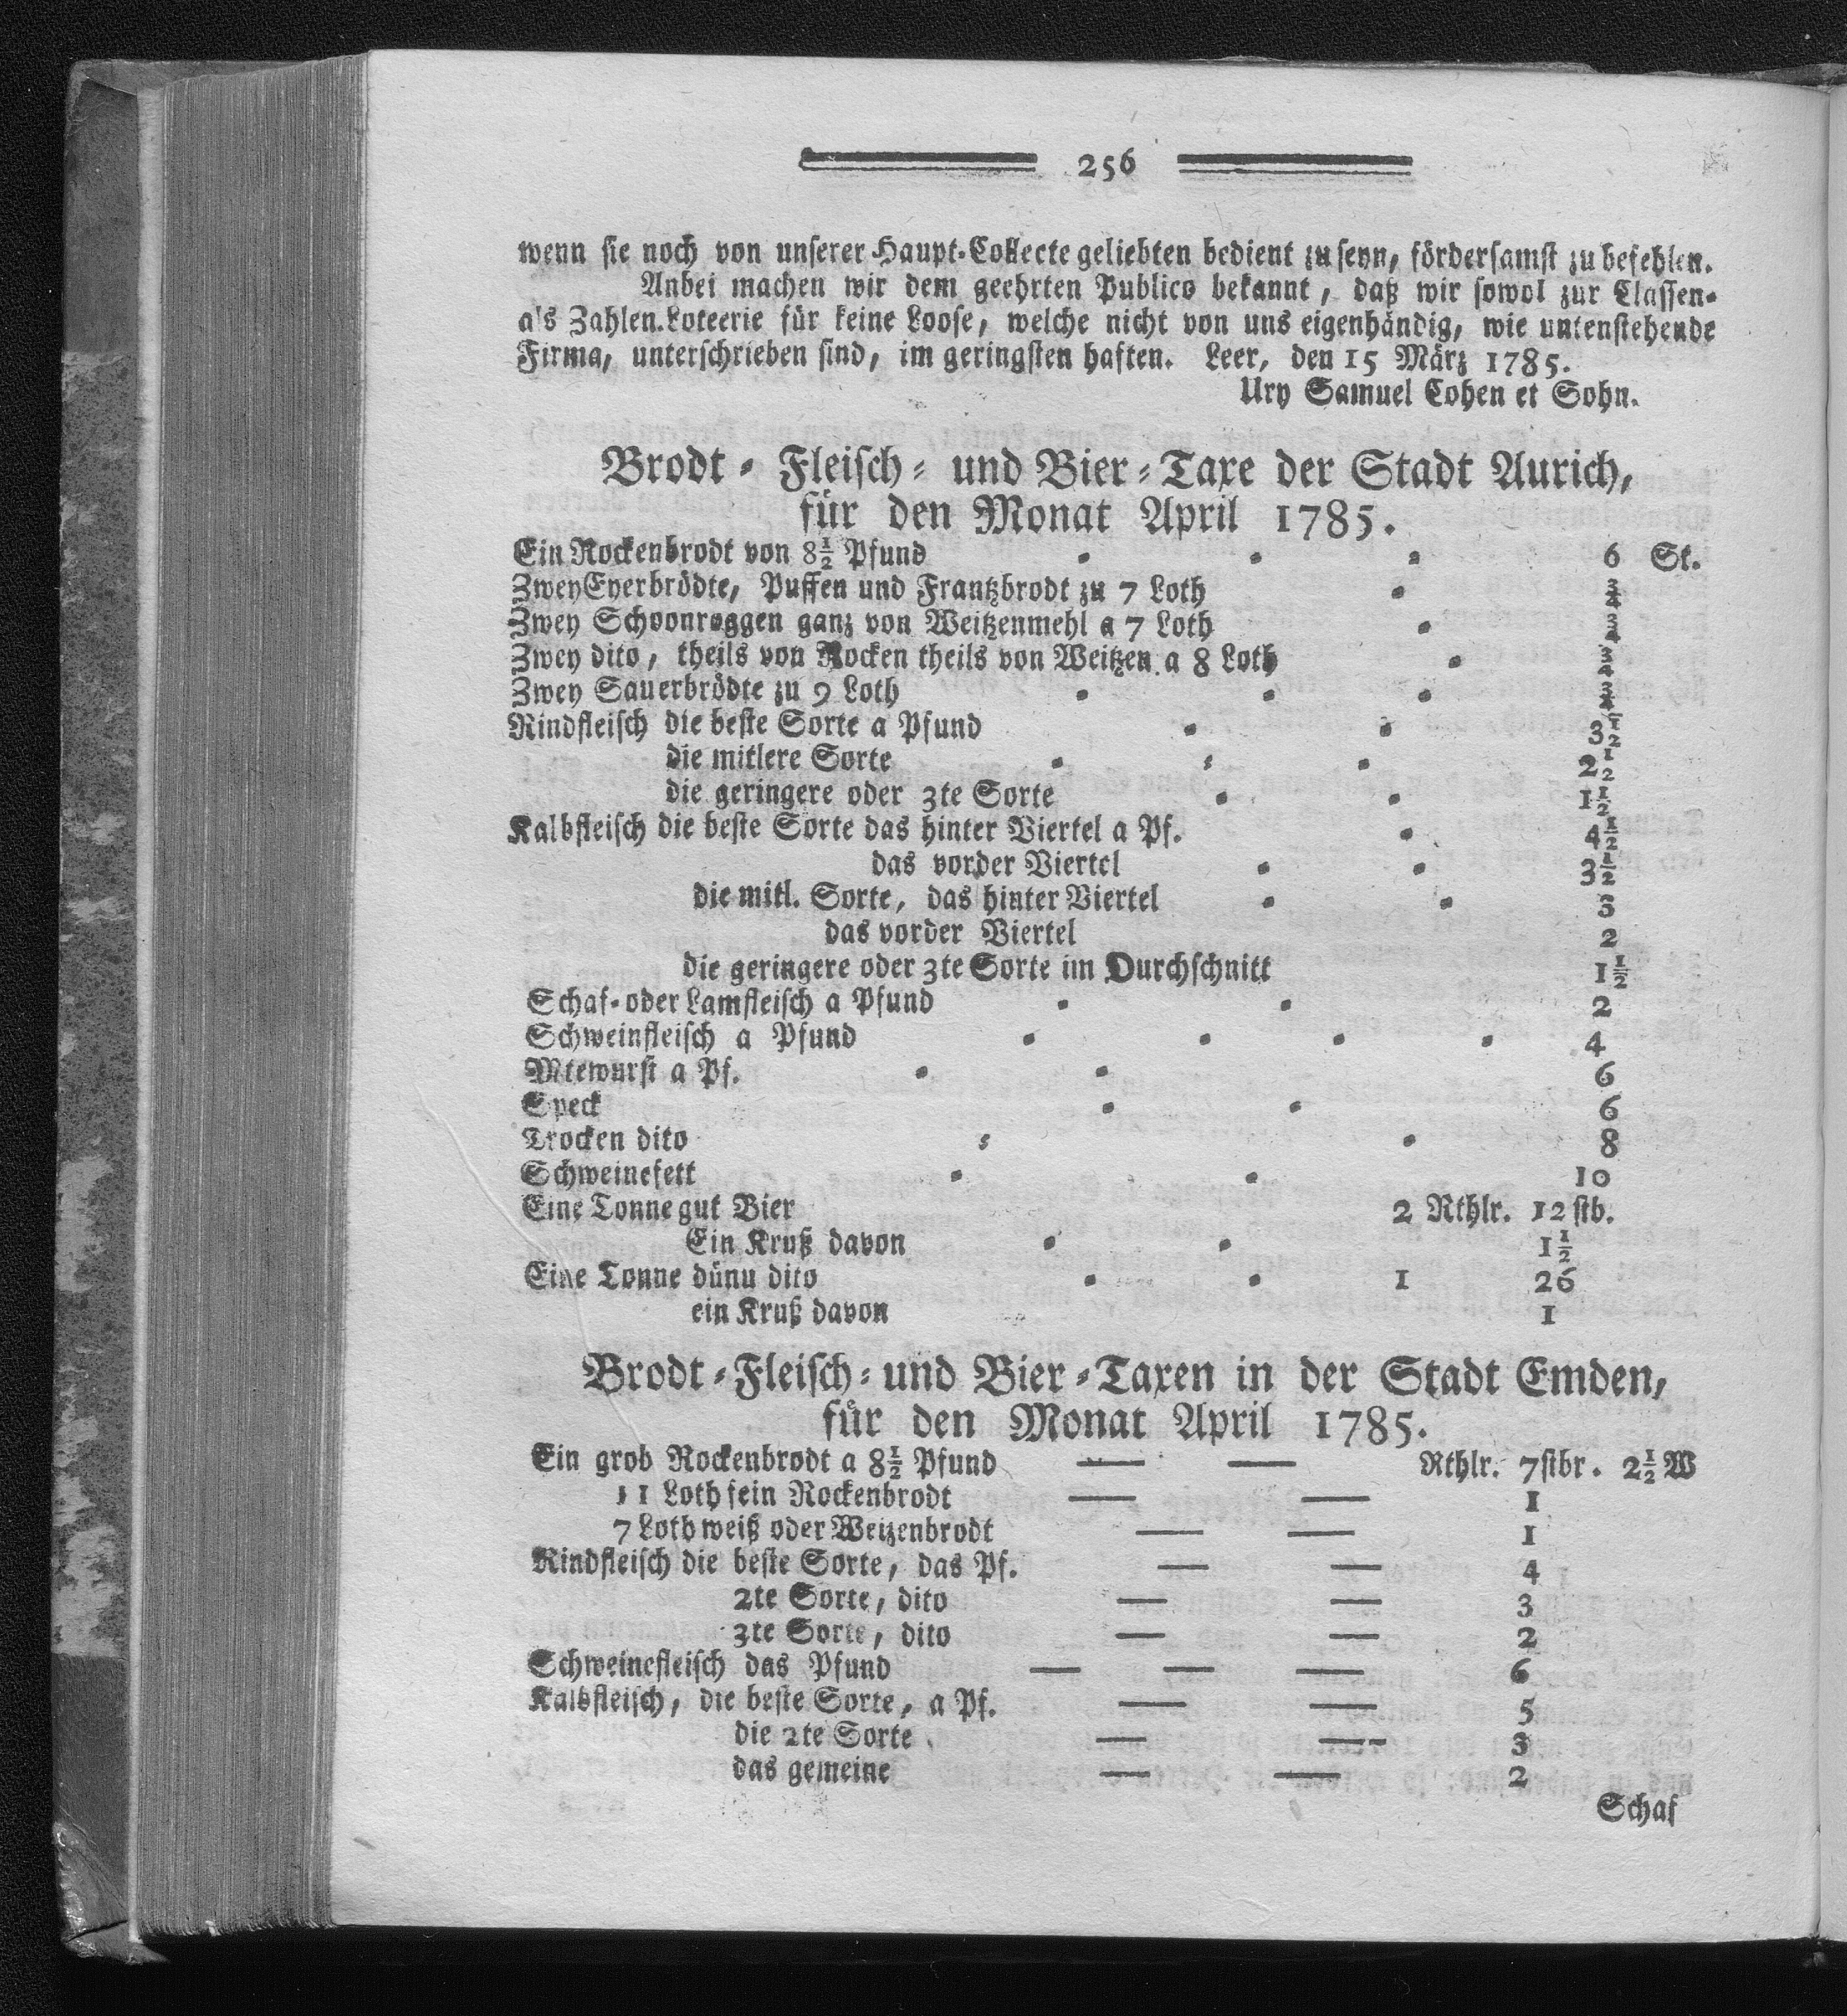 256
wenn sie noch von unserer Haupt-Collecte geliebten bedient zu seyn, fördersamst zu befehlen.
Anbei machen wir dem geehrten Publico bekannt, daß wir sowol zur Classen-
als Zahlen.Loteerie für keine Loose, welche nicht von uns eigenhändig, wie untenstehende
Firma, unterschrieben sind, im geringsten haften. Leer, den 15 März 1785.
Ury Samuel Cohen et Sohn.
Brodt- Fleisch- und Bier-Taxe der Stadt Aurich,
für den Monat April 1785.
Ein Rockenbrodt von 8½ Pfund 6 St.
Zwey Eyerbrödte, Puffen und Frantzbrodt zu 7 Loth ¾
Zwey Schoonroggen ganz von Weitzenmehl a 7 Loth ¾
Zwey dito, theils von Rocken theils von Weitzen a 8 Loth ¾
Zwey Sauerbrödte zu 9 Loth ¾
Rindfleisch die beste Sorte a Pfund 3½
die mitlere Sorte 2½
die geringere oder 3te Sorte 1½
Kalbfleisch die beste Sorte das hinter Viertel a Pf. 4½
das vorder Viertel 3½
die mitl. Sorte, das hinter Viertel 3
das vorder Viertel 2
die geringere oder 3te Sorte im Durchschnitt 1½
Schaf- oder Lamfleisch a Pfund 2
Schweinfleisch a Pfund 4
Mtewurst a Pf. 6
Speck 6
Trocken dito 8
Schweinefett 10
Eine Tonne gut Bier 2 Rthlr. 12 stb.
Ein Kruß davon 1½
Eine Tonne dünu dito 1 26
ein Kruß davon 1
Brodt-Fleisch- und Bier-Taxen in der Stadt Emden,
für den Monat April 1785.
Ein grob Rockenbrodt a 8½ Pfund — — Rthlr. 7 stbr. 2½ W
11 Loth fein Rockenbrodt — — 1
7 Loth weiß oder Weizenbrodt — — 1
Rindfleisch die beste Sorte, das Pf. — — 4
2te Sorte, dito — — 3
3te Sorte, dito — — 2
Schweinefleisch das Pfund — — — 6
Kalbfleisch, die beste Sorte, a Pf. — — 5
die 2te Sorte — — 3
das gemeine — — 2
Schaf